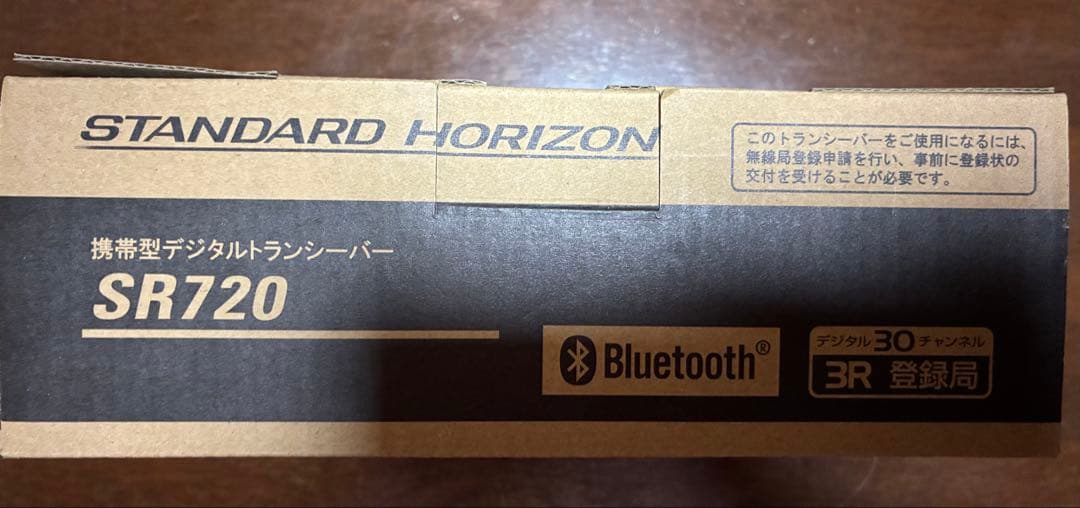 STANDARD HORIZON
このトランシーバーをご使用になるには、
無線局登録申請を行い、事前に登録状の
交付を受けることが必要です。
携帯型デジタルトランシーバー
SR720
Bluetooth®
デジタル30チャンネル
3R 登録局